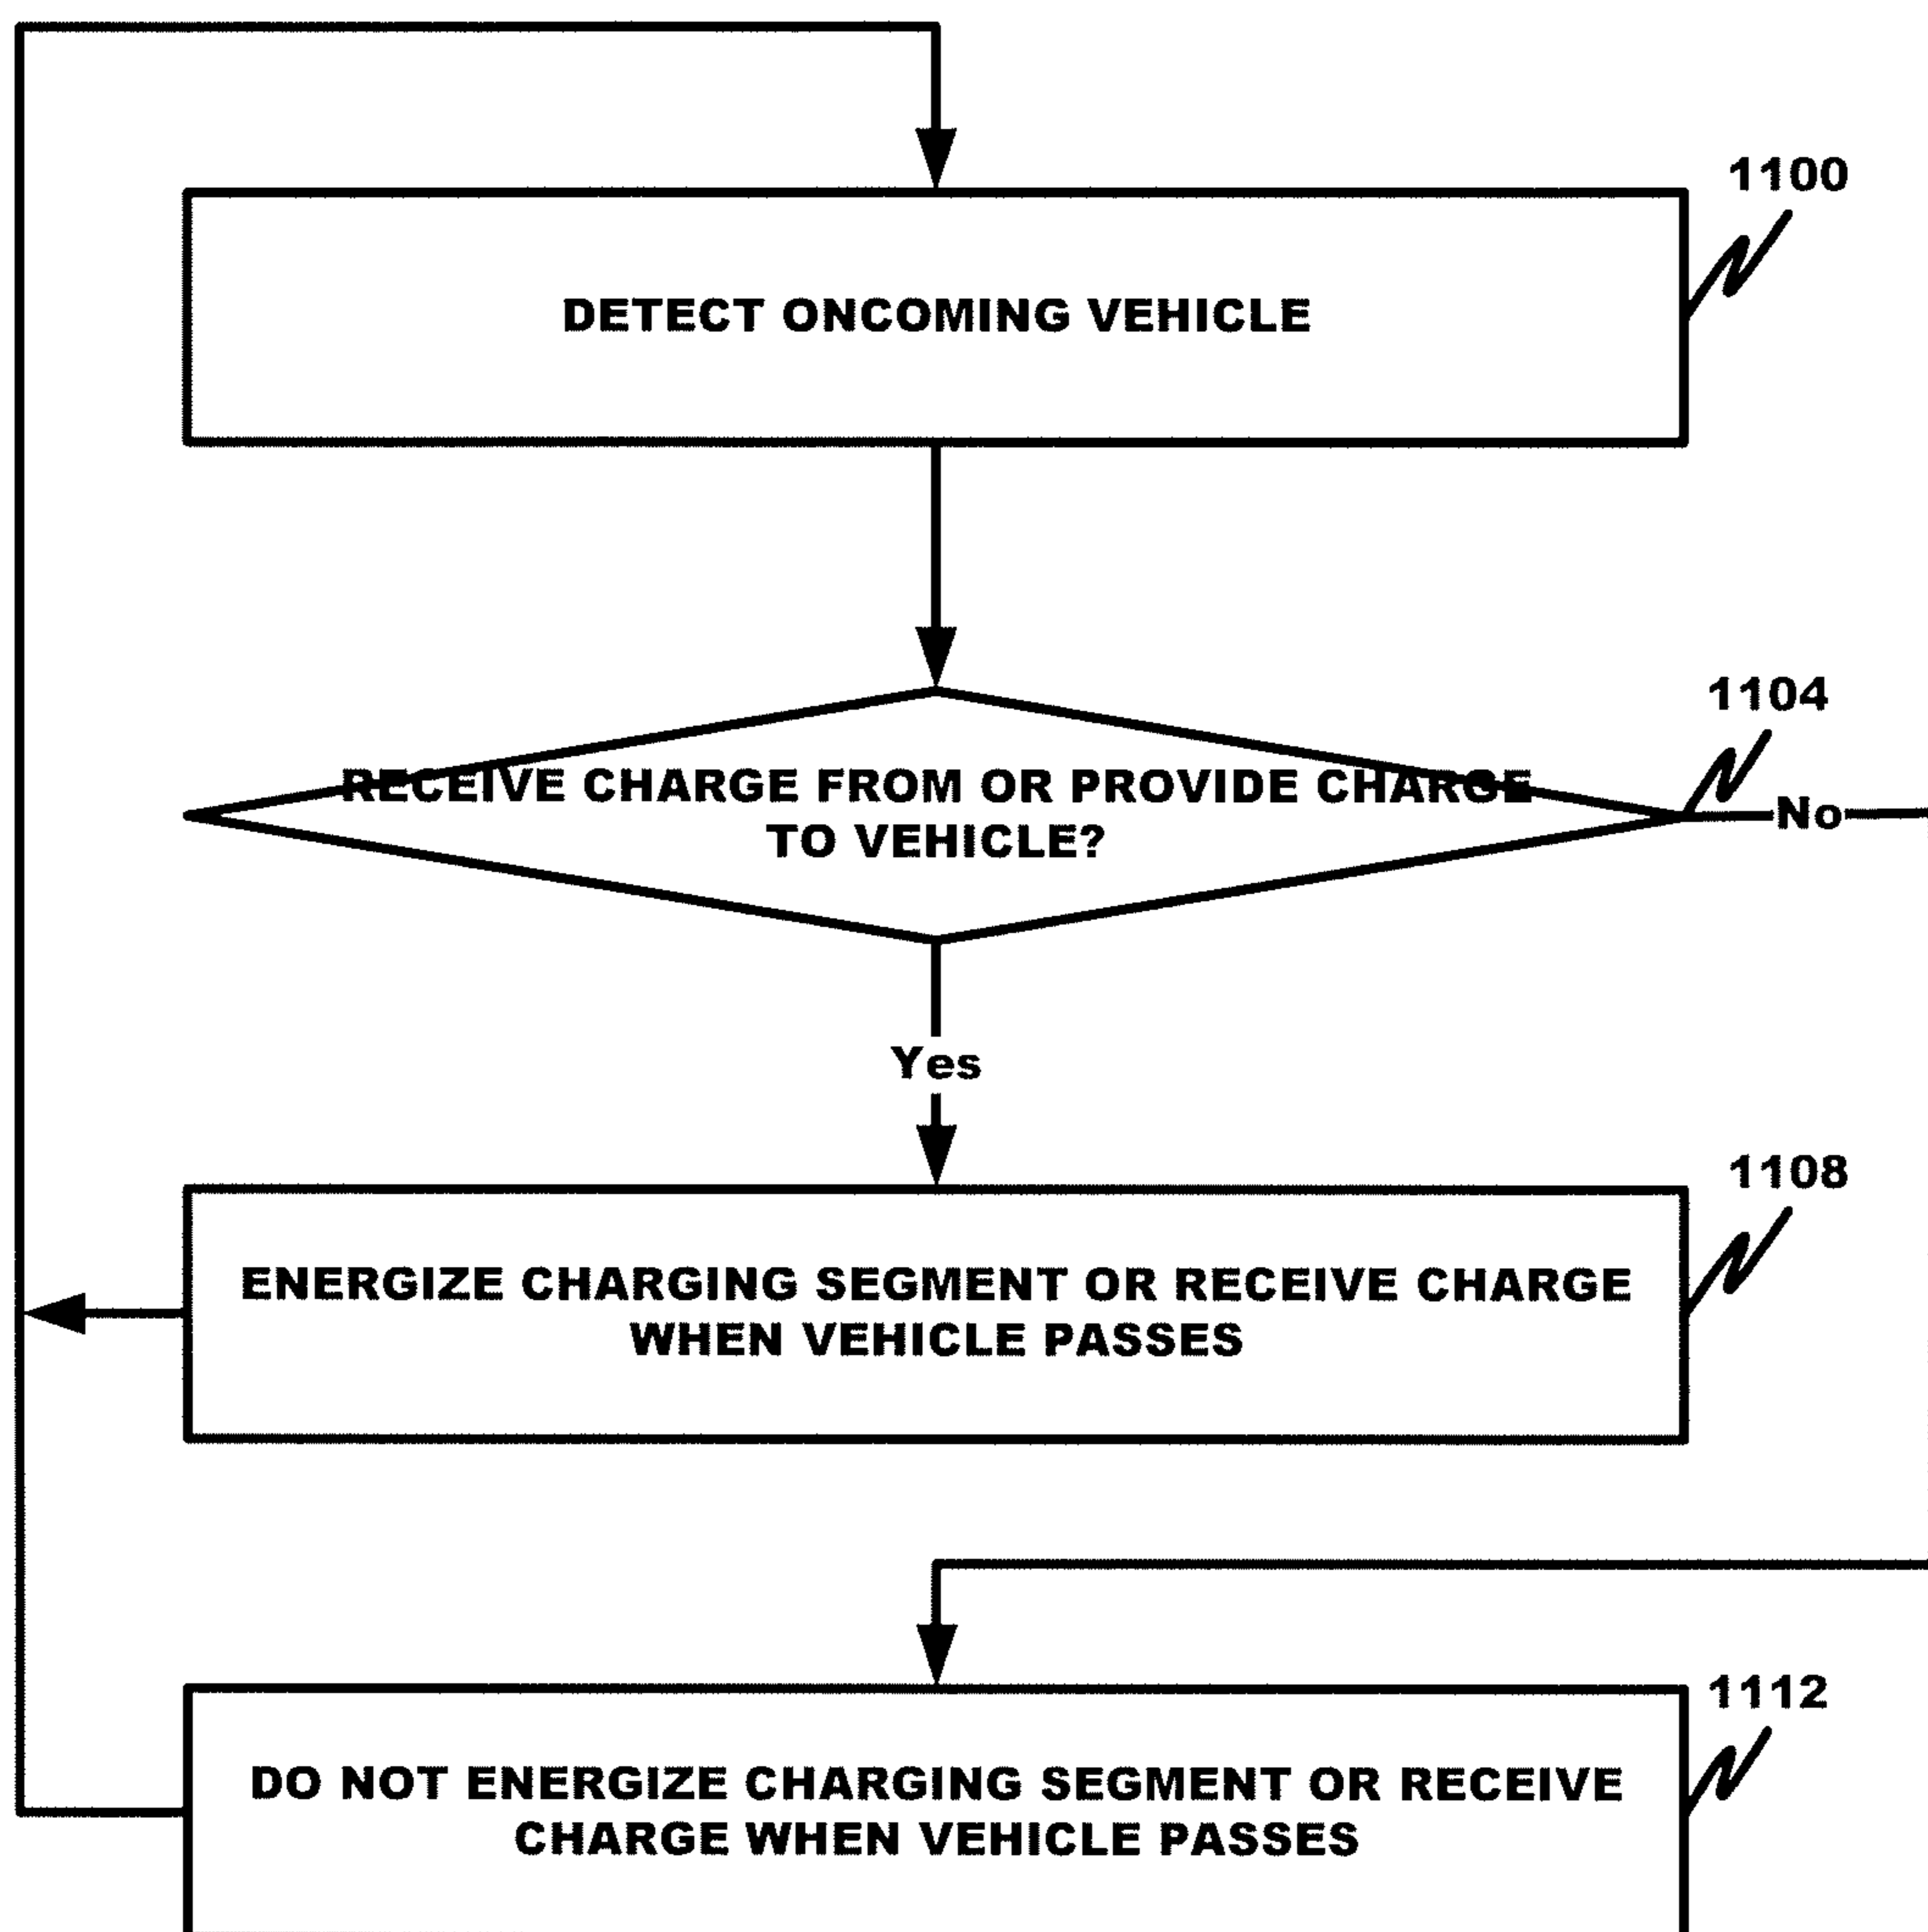 1100
DETECT ONCOMING VEHICLE
1104
RECEIVE CHARGE FROM OR PROVIDE CHARGE
TO VEHICLE?
No
Yes
1108
ENERGIZE CHARGING SEGMENT OR RECEIVE CHARGE
WHEN VEHICLE PASSES
1112
DO NOT ENERGIZE CHARGING SEGMENT OR RECEIVE
CHARGE WHEN VEHICLE PASSES